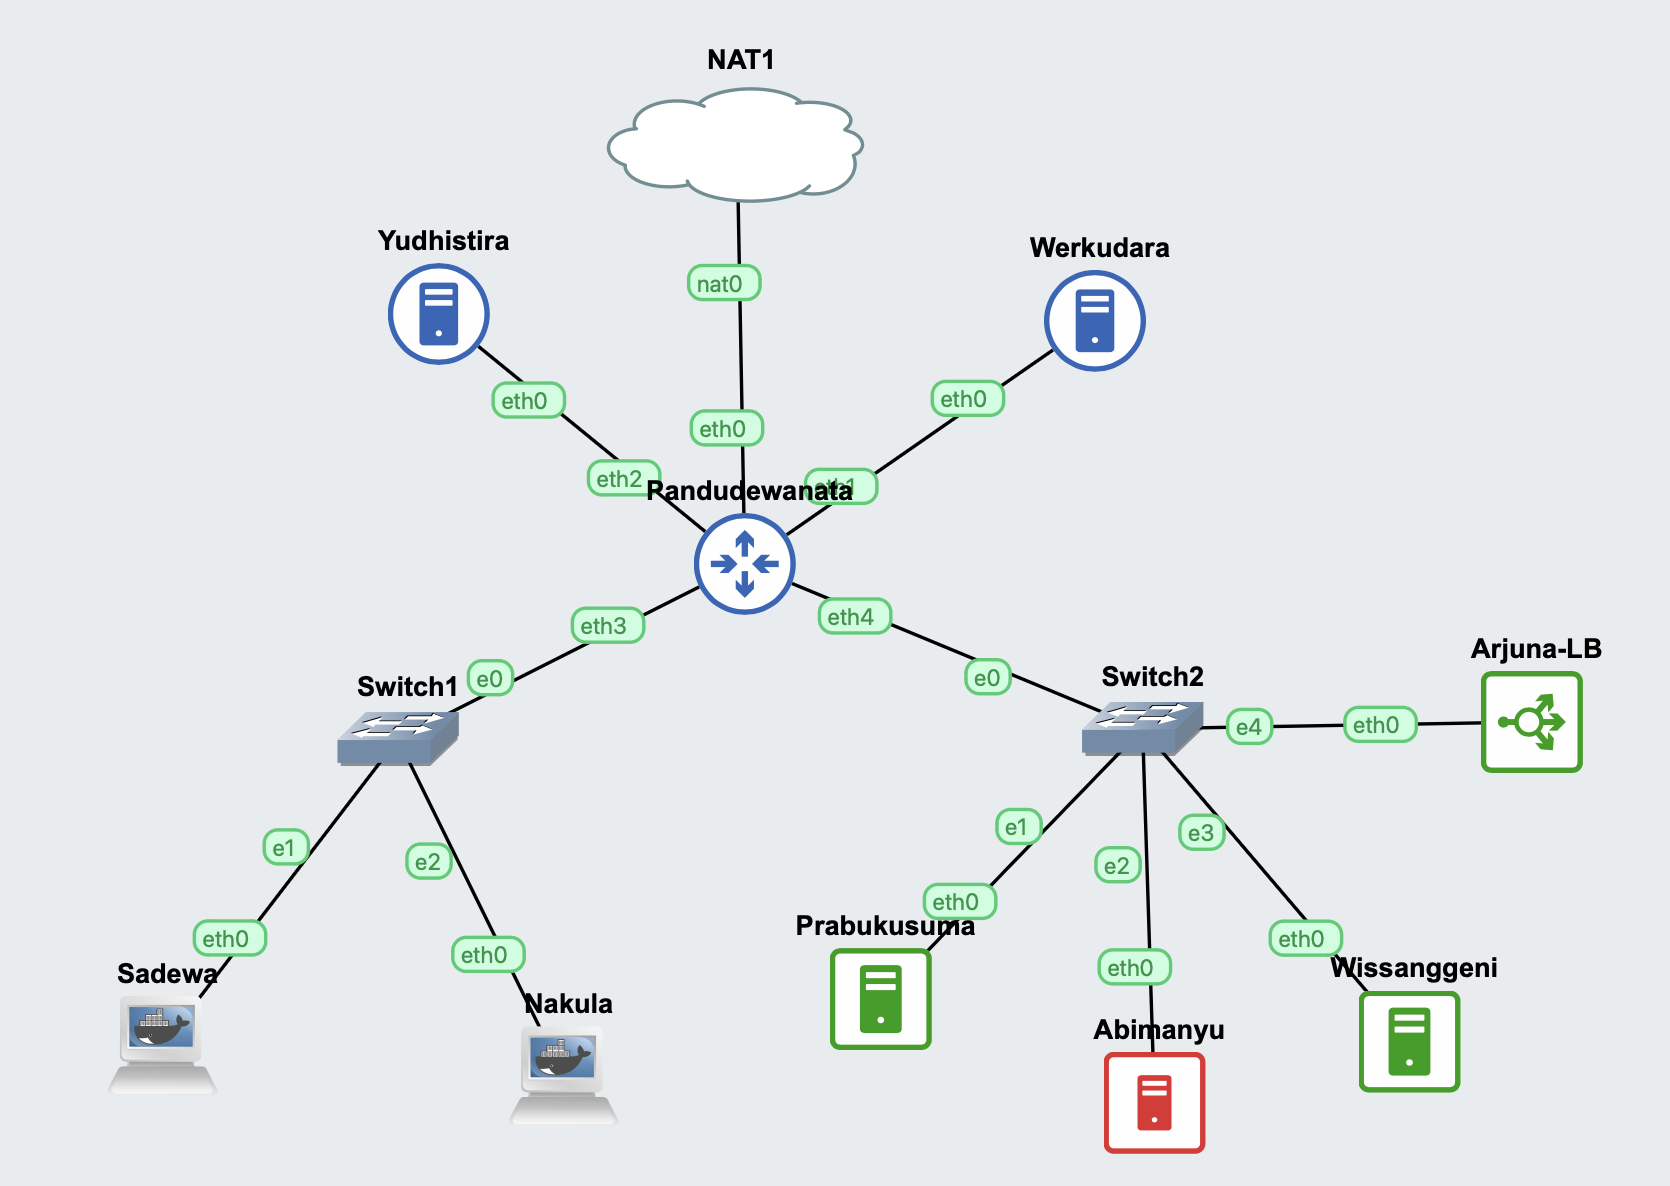 NAT1
Yudhistira
Werkudara
nat0
eth0
eth0
eth0
eth2
Pandudewanata
eth1
eth3
eth4
e0
e0
Switch1
Switch2
Arjuna-LB
e4
eth0
e1
e2
e1
e2
e3
eth0
eth0
eth0
eth0
eth0
Prabukusuma
Sadewa
Nakula
Abimanyu
Wissanggeni